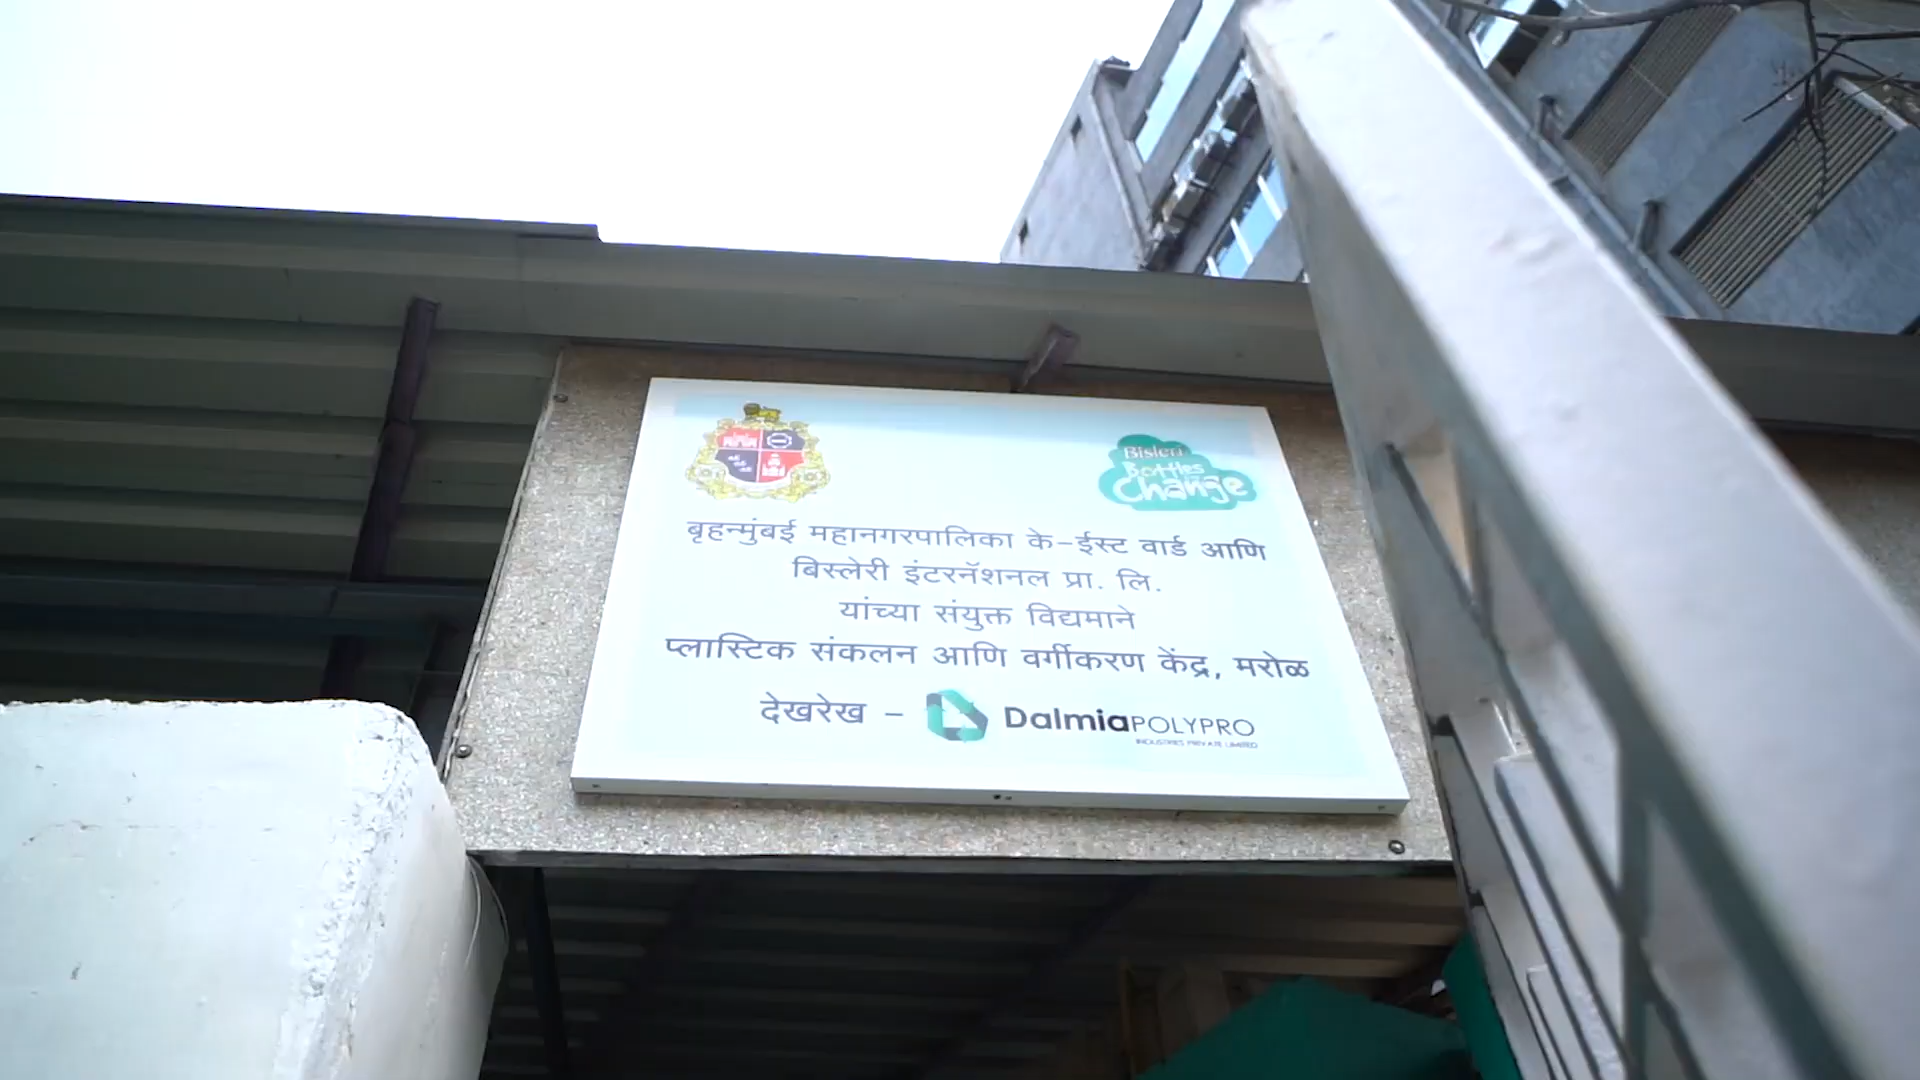 Bisleri
Bottles
Change
बृहन्मुंबई महानगरपालिका के-ईस्ट वार्ड आणि
बिस्लेरी इंटरनॅशनल प्रा. लि.
यांच्या संयुक्त विद्यमाने
प्लास्टिक संकलन आणि वर्गीकरण केंद्र, मरोळ
देखरेख - DalmiaPOLYPRO
INDUSTRIES PRIVATE LIMITED